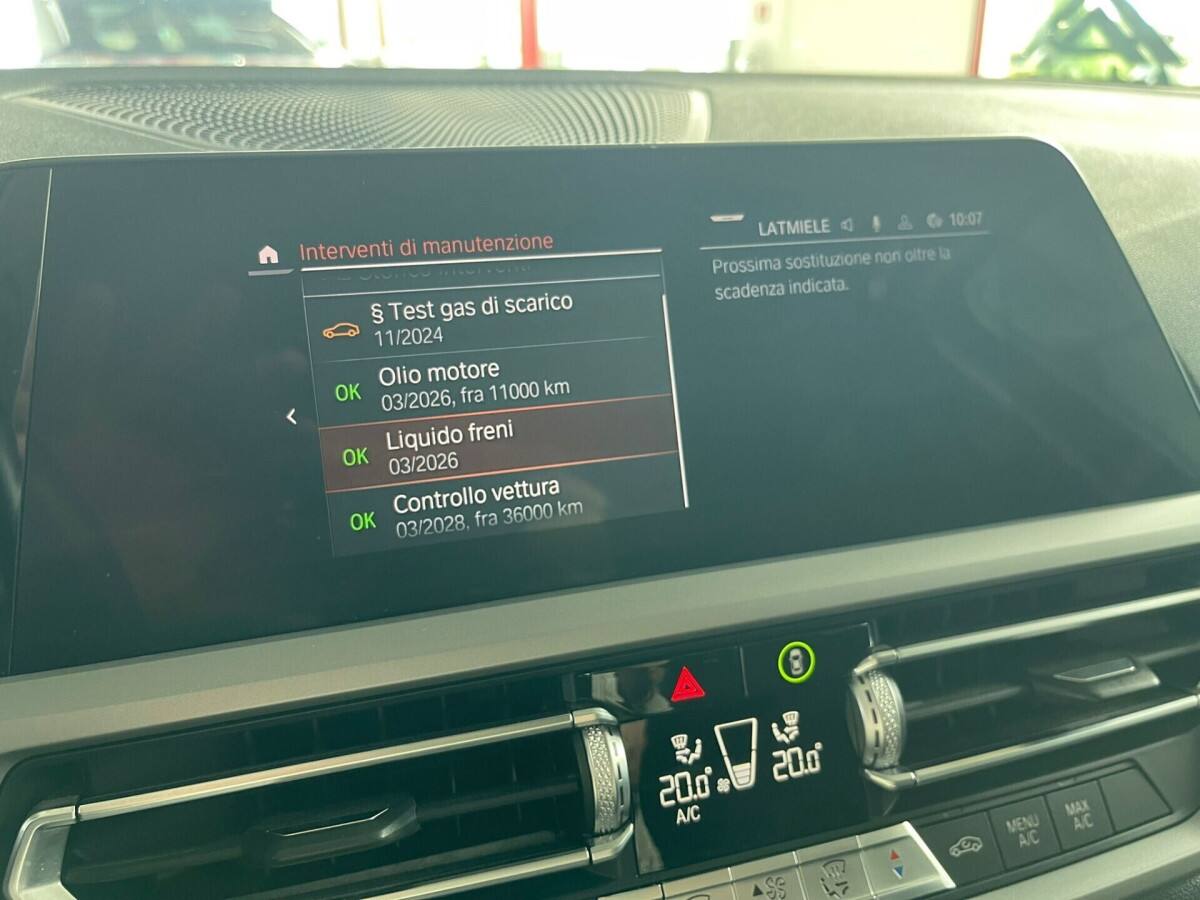 LATMIELE 10:07
Interventi di manutenzione
Prossima sostituzione non oltre la
scadenza indicata.
§ Test gas di scarico
11/2024
OK Olio motore
03/2026, fra 11000 km
OK Liquido freni
03/2026
OK Controllo vettura
03/2028, fra 36000 km
20.0° 20.0°
A/C
MENU
A/C
MAX
A/C